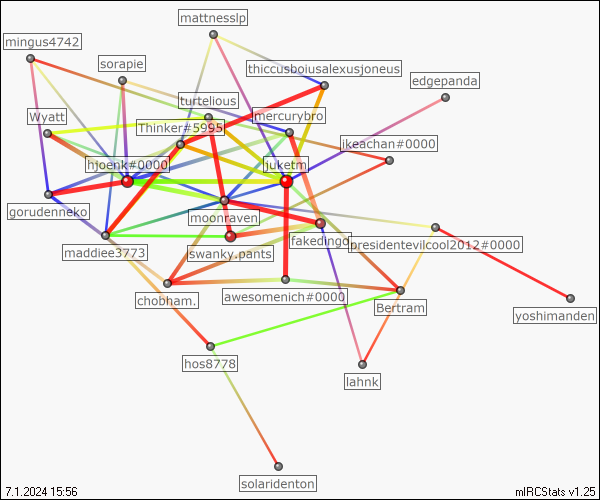 mattnesslp
mingus4742
sorapie
thiccusboiusalexusjoneus
edgepanda
turtelious
Wyatt
mercurybro
Thinker#5995
ikeachan#0000
hjoenk#0000
juketm
gorudenneko
moonraven
fakedingo
presidentevilcool2012#0000
maddiee3773
swanky.pants
chobham.
awesomenich#0000
Bertram
yoshimanden
hos8778
lahnk
solaridenton
7.1.2024 15:56
mIRCStats v1.25